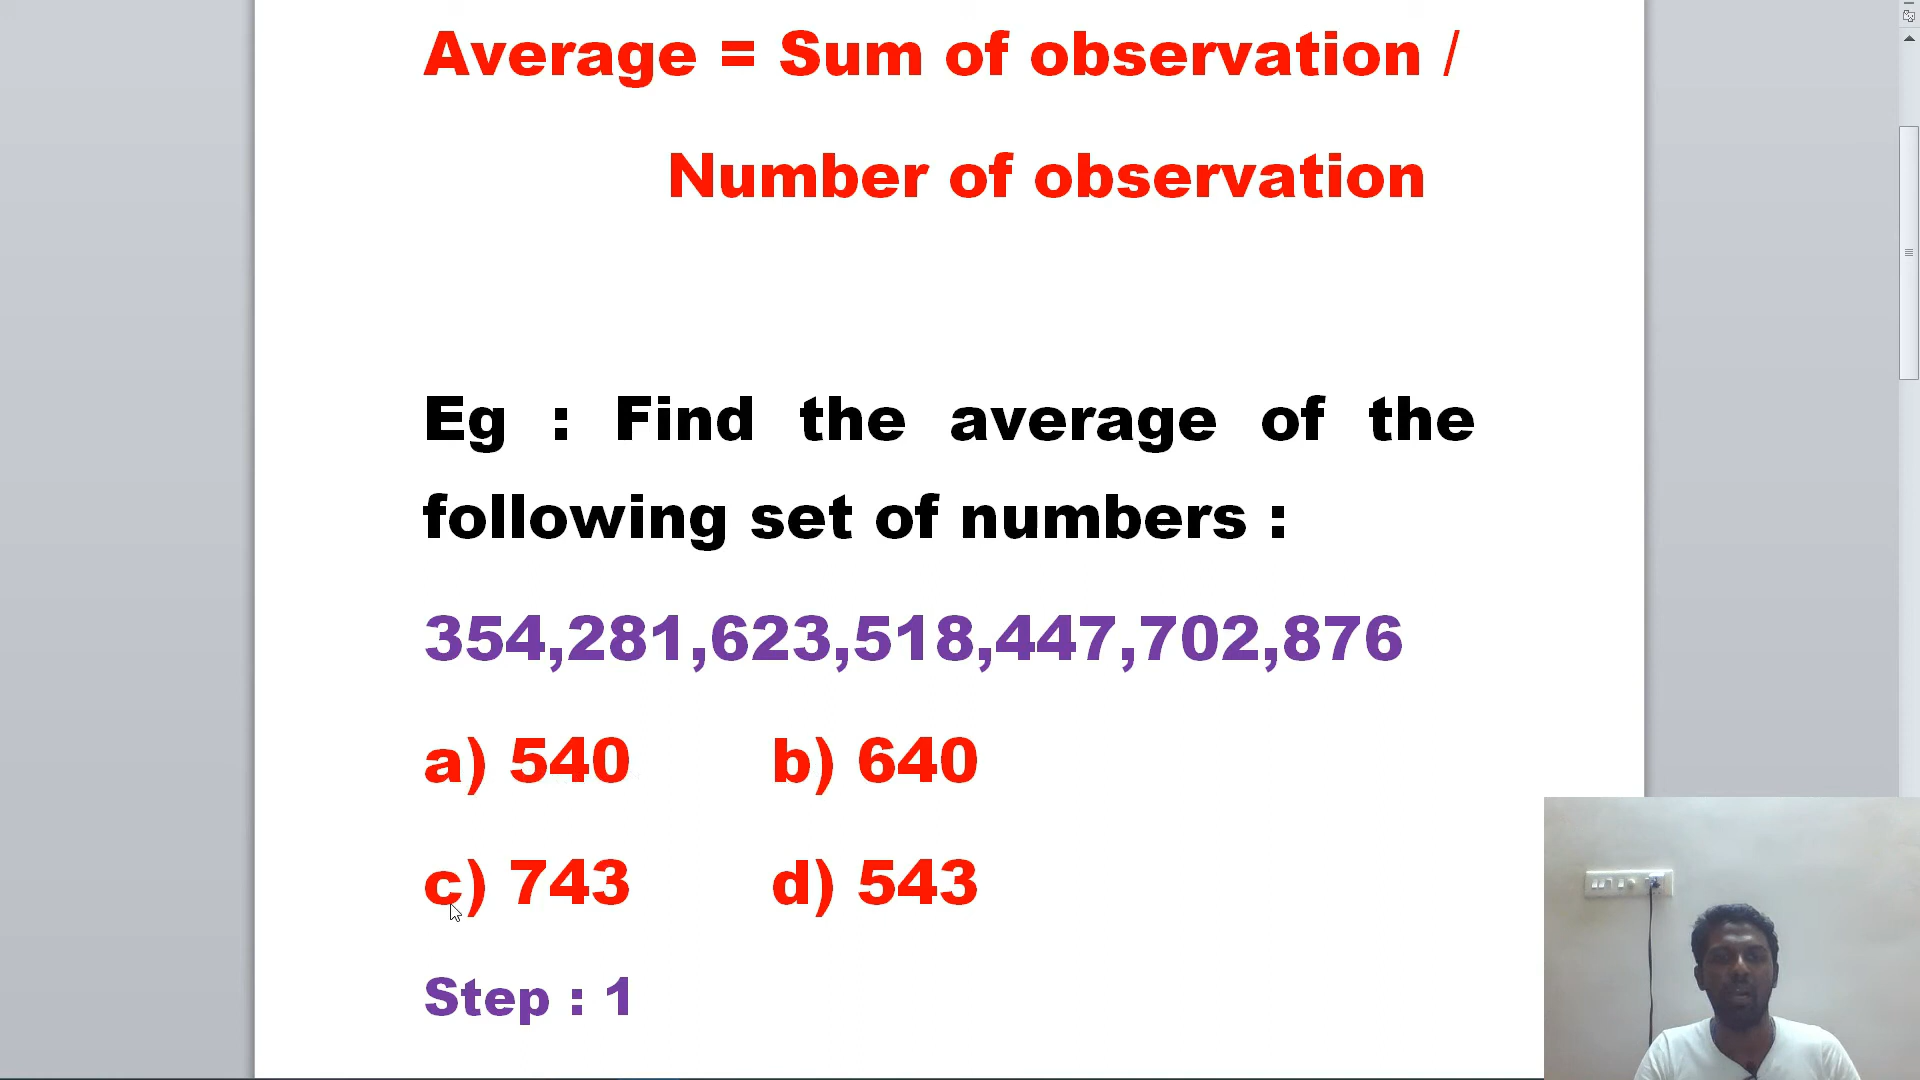 Average = Sum of observation /
Number of observation
Eg : Find the average of the
following set of numbers :
354,281,623,518,447,702,876
a) 540 b) 640
c) 743 d) 543
Step : 1